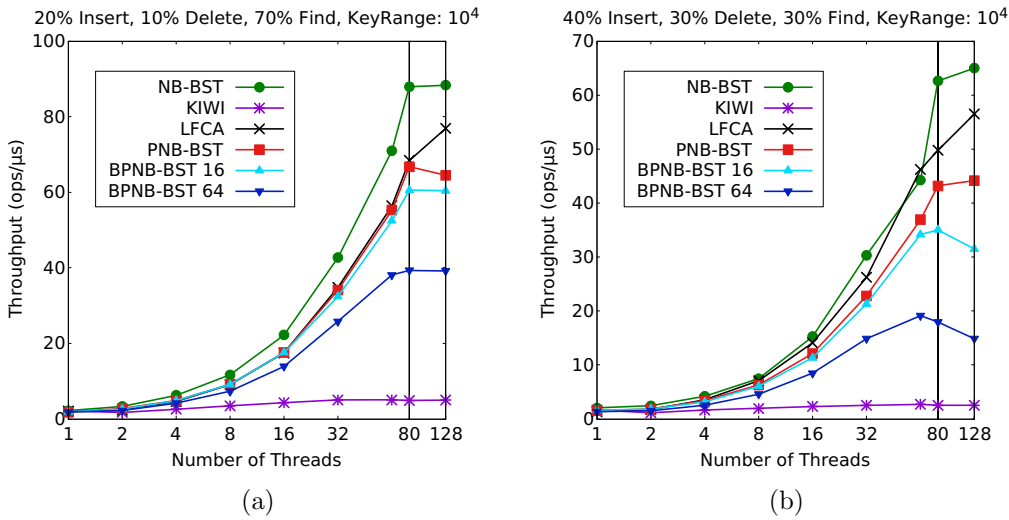 20% Insert, 10% Delete, 70% Find, KeyRange: 10⁴
100
80
60
40
20
0
Throughput (ops/µs)
NB-BST
KIWI
LFCA
PNB-BST
BPNB-BST 16
BPNB-BST 64
1 2 4 8 16 32 80 128
Number of Threads
(a)
40% Insert, 30% Delete, 30% Find, KeyRange: 10⁴
70
60
50
40
30
20
10
0
Throughput (ops/µs)
NB-BST
KIWI
LFCA
PNB-BST
BPNB-BST 16
BPNB-BST 64
1 2 4 8 16 32 80 128
Number of Threads
(b)